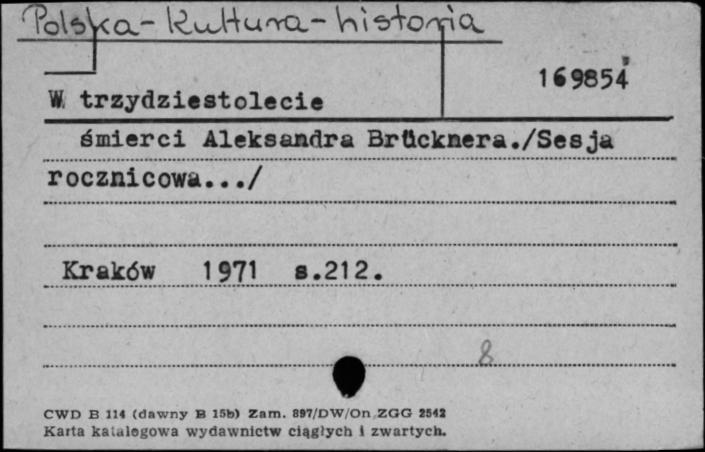 Polska-kultura-historia
169854
W trzydziestolecie
śmierci Aleksandra Brücknera./Sesja
rocznicowa.../
Kraków 1971 s.212.
8
CWD B 114 (dawny B 15b) Zam. 897/DW/On ZGG 2542
Karta katalogowa wydawnictw ciągłych i zwartych.